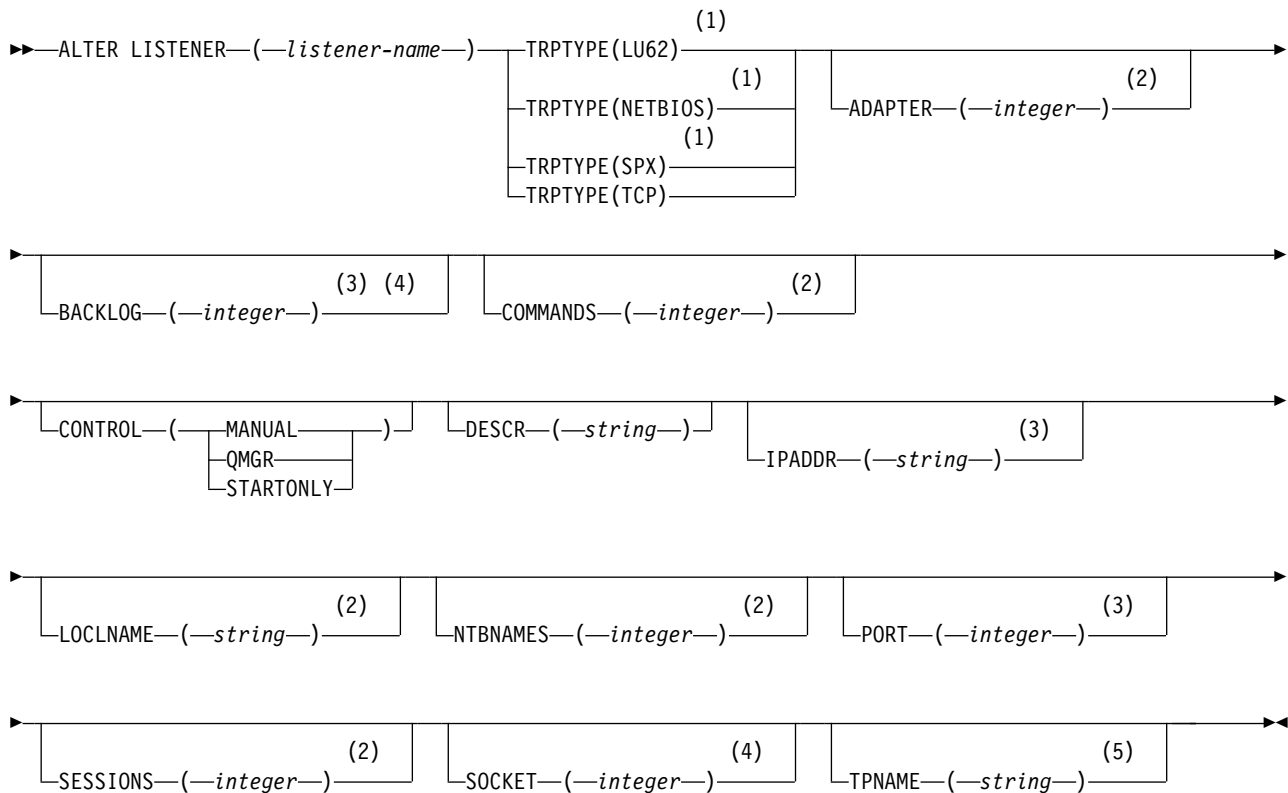 (1)
ALTER LISTENER ( listener-name ) TRPTYPE(LU62)
(1) (2)
TRPTYPE(NETBIOS) ADAPTER ( integer )
(1)
TRPTYPE(SPX)
TRPTYPE(TCP)
(3) (4) (2)
BACKLOG ( integer ) COMMANDS ( integer )
CONTROL ( MANUAL ) DESCR ( string ) (3)
QMGR IPADDR ( string )
STARTONLY
(2) (2) (3)
LOCLNAME ( string ) NTBNAMES ( integer ) PORT ( integer )
(2) (4) (5)
SESSIONS ( integer ) SOCKET ( integer ) TPNAME ( string )